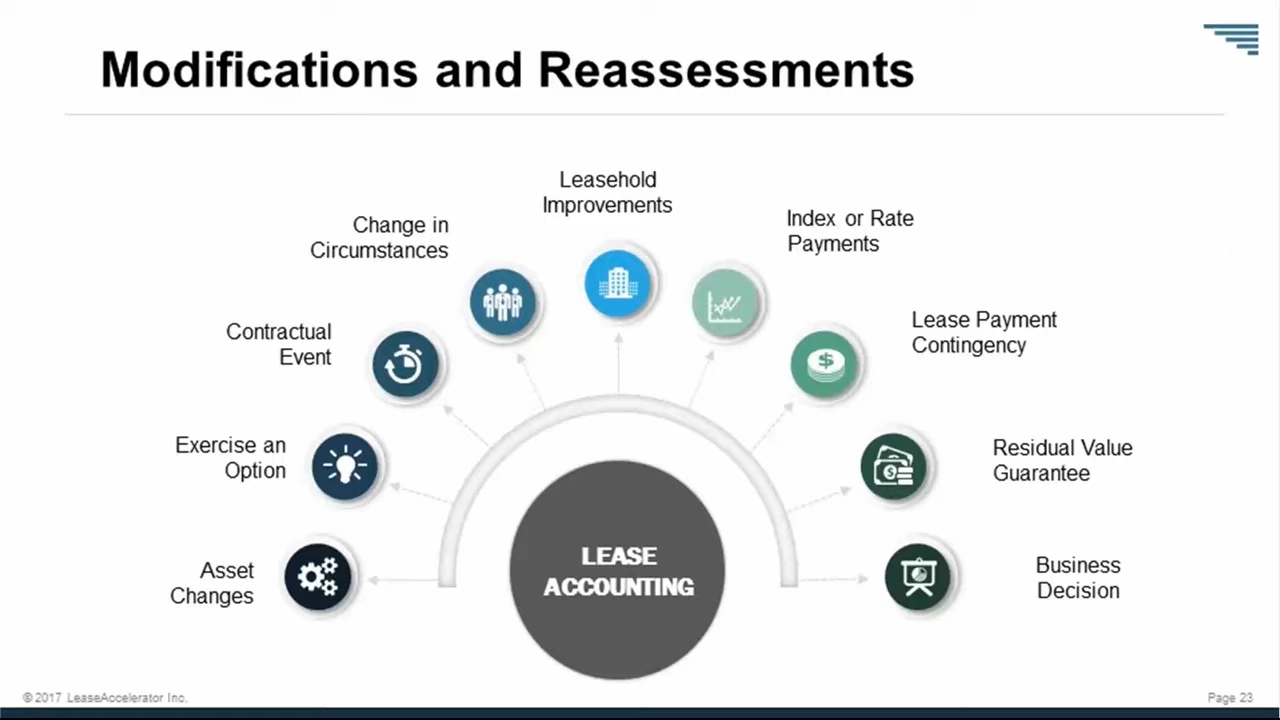 Modifications and Reassessments
Leasehold
Improvements
Change in
Circumstances
Index or Rate
Payments
Contractual
Event
Lease Payment
Contingency
Exercise an
Option
Residual Value
Guarantee
Asset
Changes
LEASE
ACCOUNTING
Business
Decision
© 2017 LeaseAccelerator Inc.
Page 23